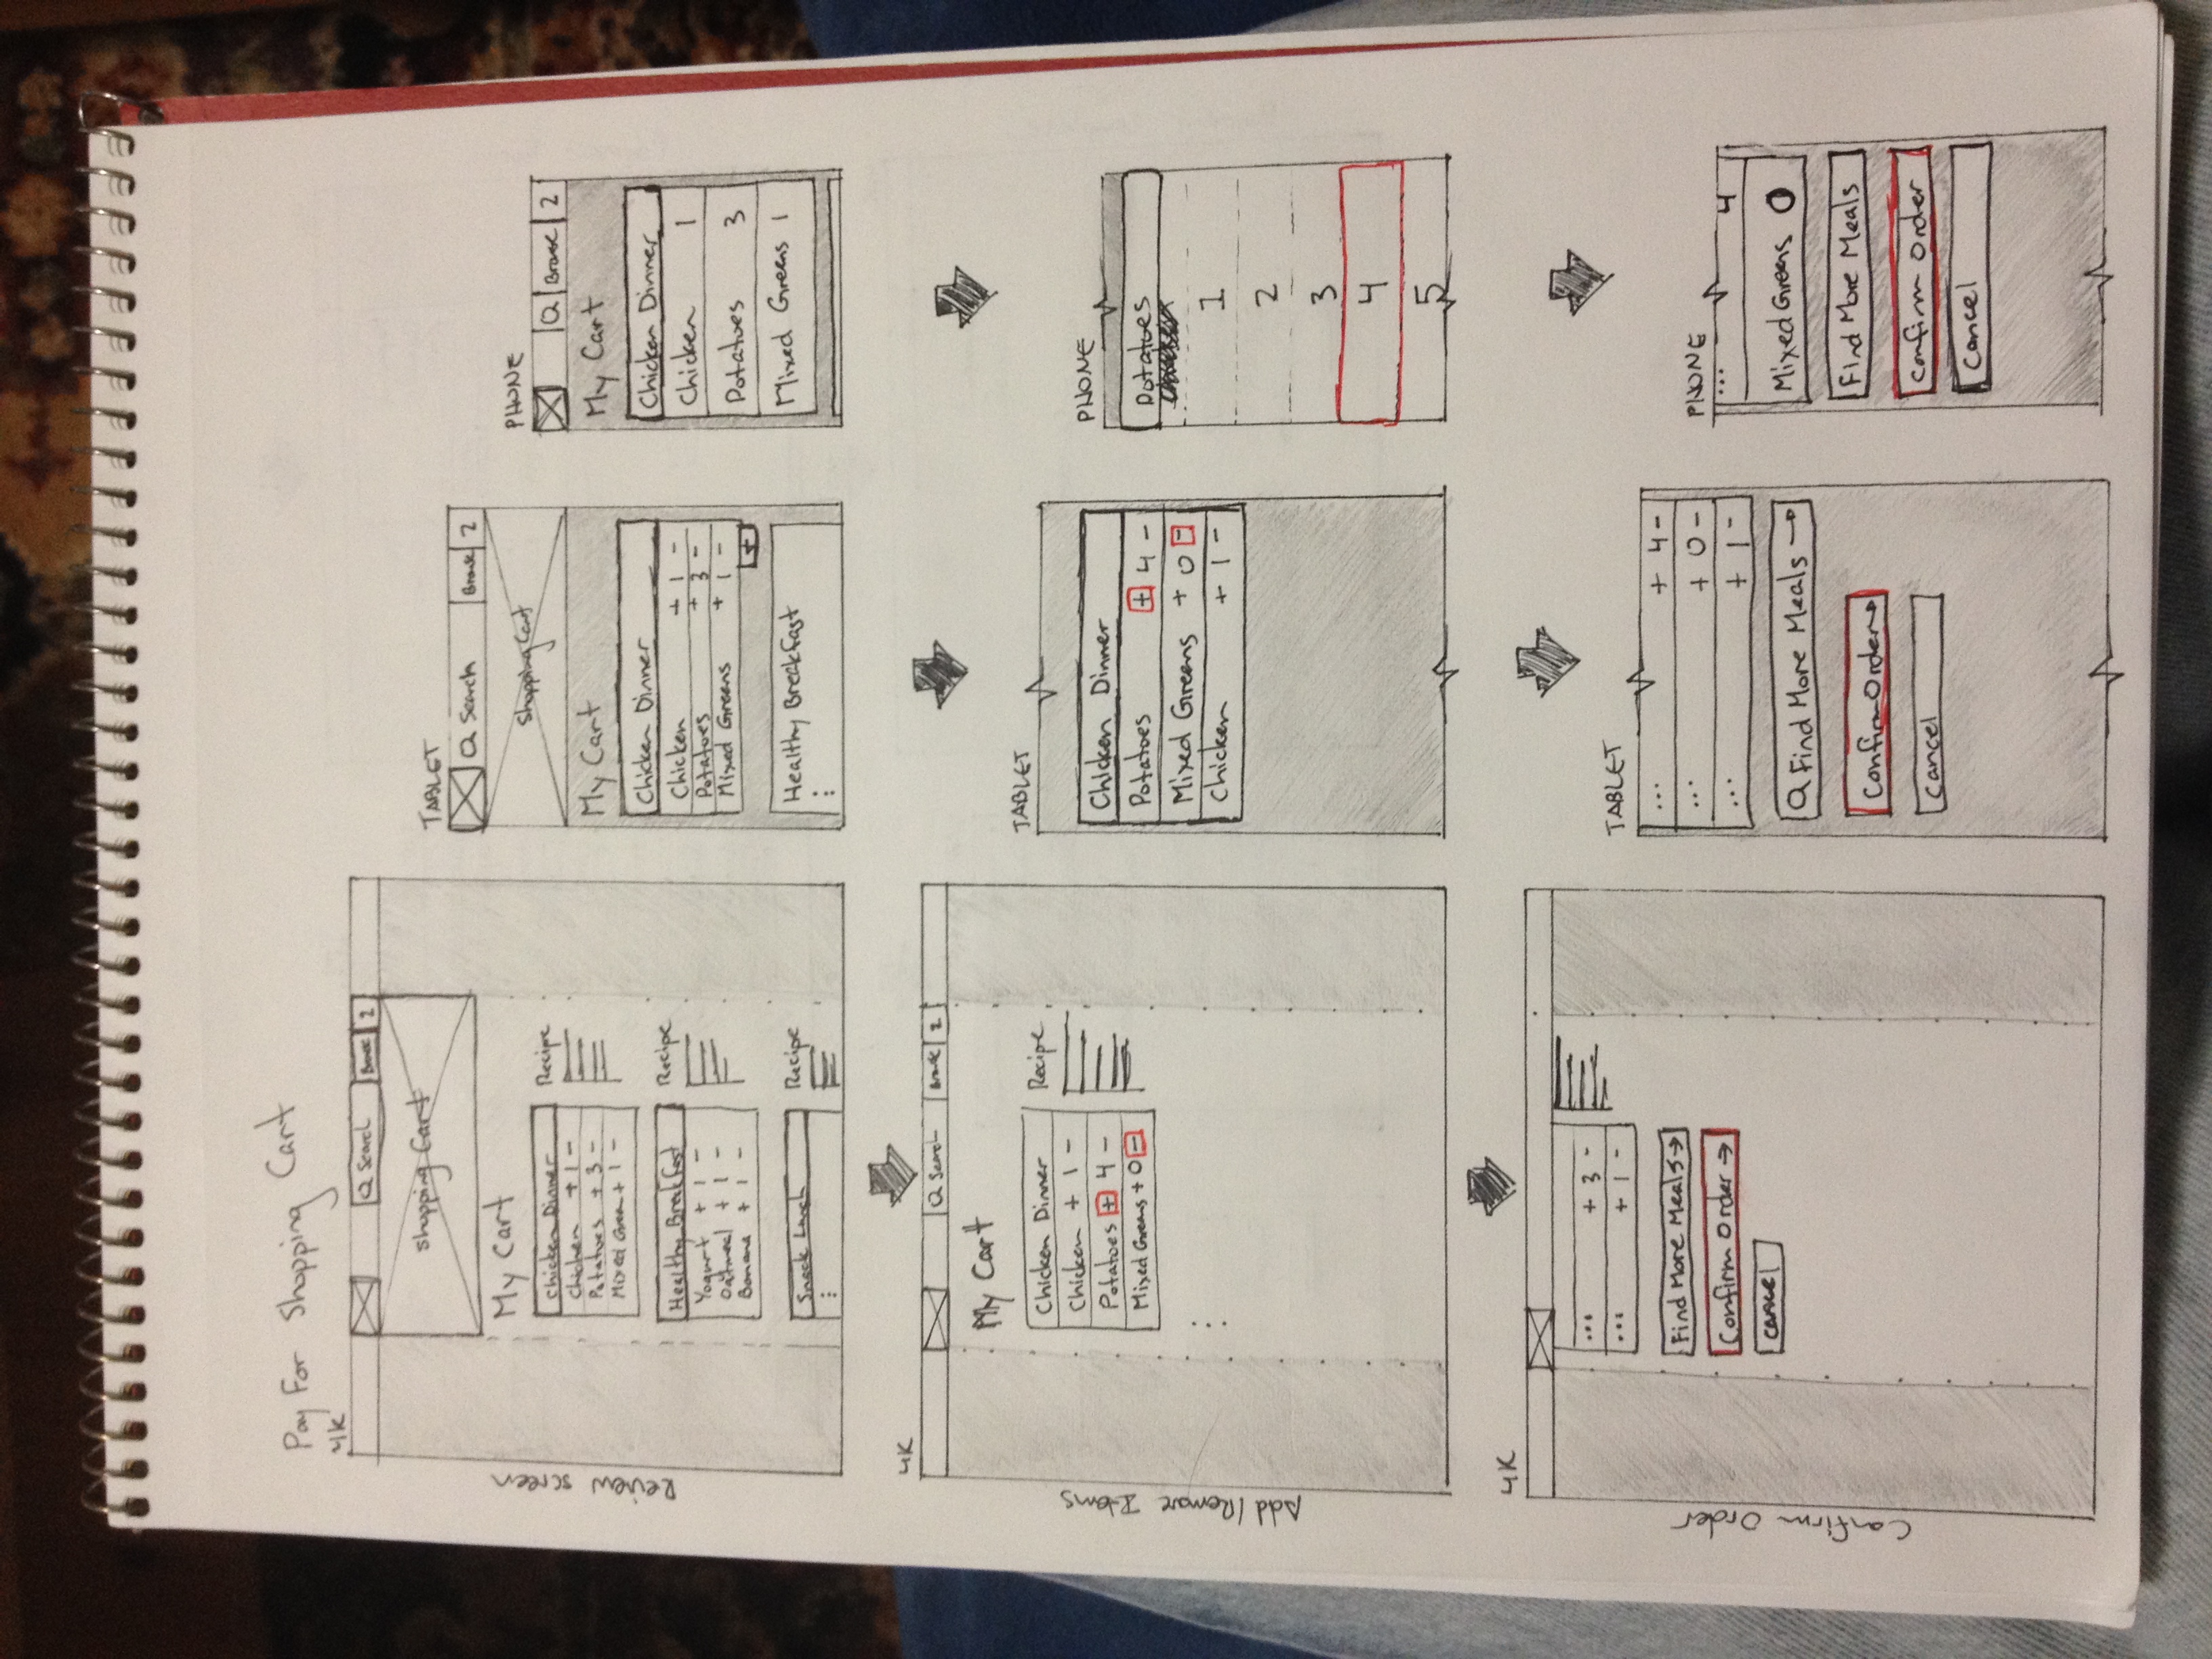 Pay For Shopping Cart
Review screen
4K
Search Browse 2
Shopping Cart
My Cart
Chicken Dinner Recipe
Chicken + 1 -
Potatoes + 3 -
Mixed Green + 1 -
Healthy Breakfast Recipe
Yogurt + 1 -
Oatmeal + 1 -
Banana + 1 -
Snack Lunch Recipe
TABLET
Search Browse 2
Shopping Cart
My Cart
Chicken Dinner
Chicken + 1 -
Potatoes + 3 -
Mixed Greens + 1 -
+
Healthy Breakfast
PHONE
Browse 2
My Cart
Chicken Dinner
Chicken 1
Potatoes 3
Mixed Greens 1
Add/Remove Items
4K
Search Browse 2
My Cart
Chicken Dinner Recipe
Chicken + 1 -
Potatoes + 4 -
Mixed Greens + 0 -
TABLET
Chicken Dinner
Potatoes + 4 -
Mixed Greens + 0 -
Chicken + 1 -
PHONE
Potatoes
1
2
3
4
5
Confirm Order
4K
... + 3 -
... + 1 -
Find More Meals →
Confirm Order →
Cancel
TABLET
... + 4 -
... + 0 -
... + 1 -
Find More Meals →
Confirm Order →
Cancel
PHONE
... 4
Mixed Greens 0
Find More Meals
Confirm Order
Cancel